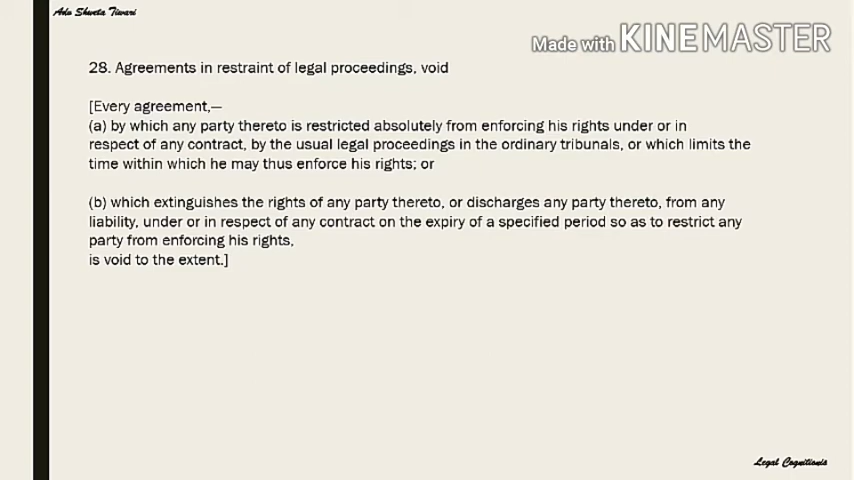 Adv Shweta Tiwari
Made with KINEMASTER
28. Agreements in restraint of legal proceedings, void
[Every agreement,—
(a) by which any party thereto is restricted absolutely from enforcing his rights under or in
respect of any contract, by the usual legal proceedings in the ordinary tribunals, or which limits the
time within which he may thus enforce his rights; or
(b) which extinguishes the rights of any party thereto, or discharges any party thereto, from any
liability, under or in respect of any contract on the expiry of a specified period so as to restrict any
party from enforcing his rights,
is void to the extent.]
Legal Cognitionis